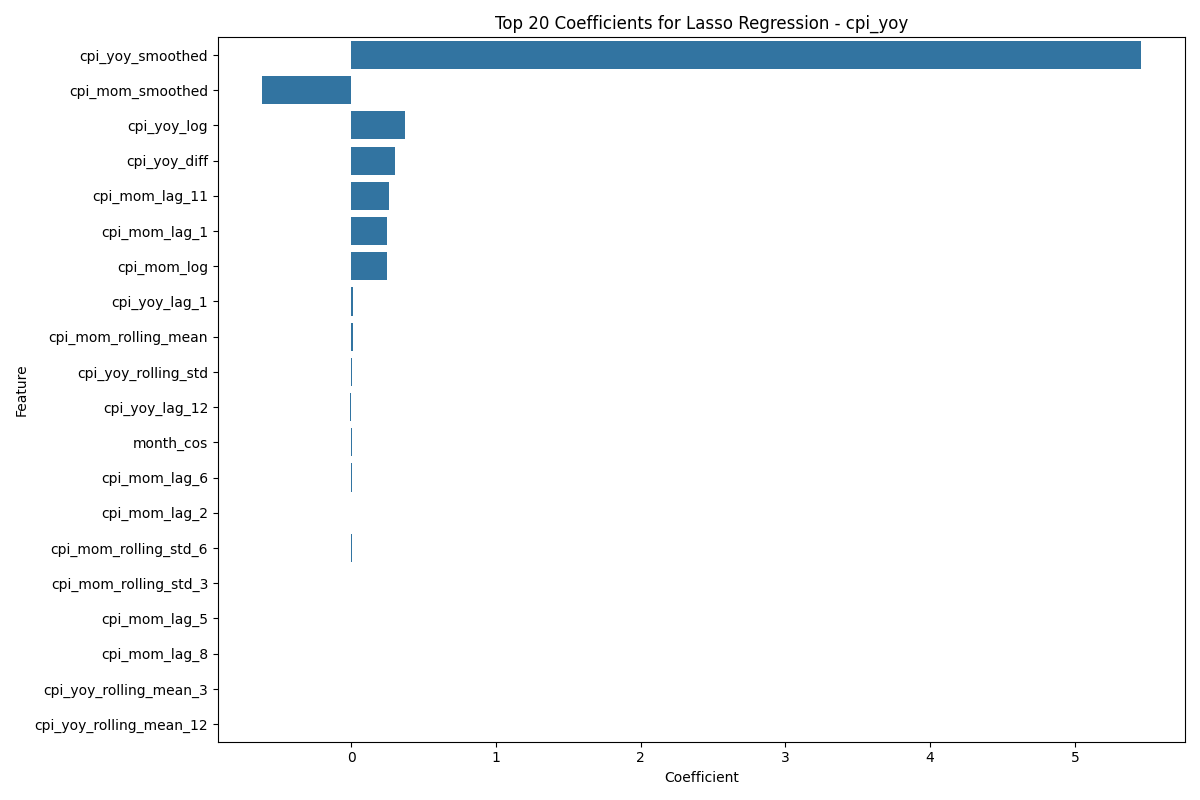 Top 20 Coefficients for Lasso Regression - cpi_yoy
Feature
cpi_yoy_smoothed
cpi_mom_smoothed
cpi_yoy_log
cpi_yoy_diff
cpi_mom_lag_11
cpi_mom_lag_1
cpi_mom_log
cpi_yoy_lag_1
cpi_mom_rolling_mean
cpi_yoy_rolling_std
cpi_yoy_lag_12
month_cos
cpi_mom_lag_6
cpi_mom_lag_2
cpi_mom_rolling_std_6
cpi_mom_rolling_std_3
cpi_mom_lag_5
cpi_mom_lag_8
cpi_yoy_rolling_mean_3
cpi_yoy_rolling_mean_12
0 1 2 3 4 5
Coefficient